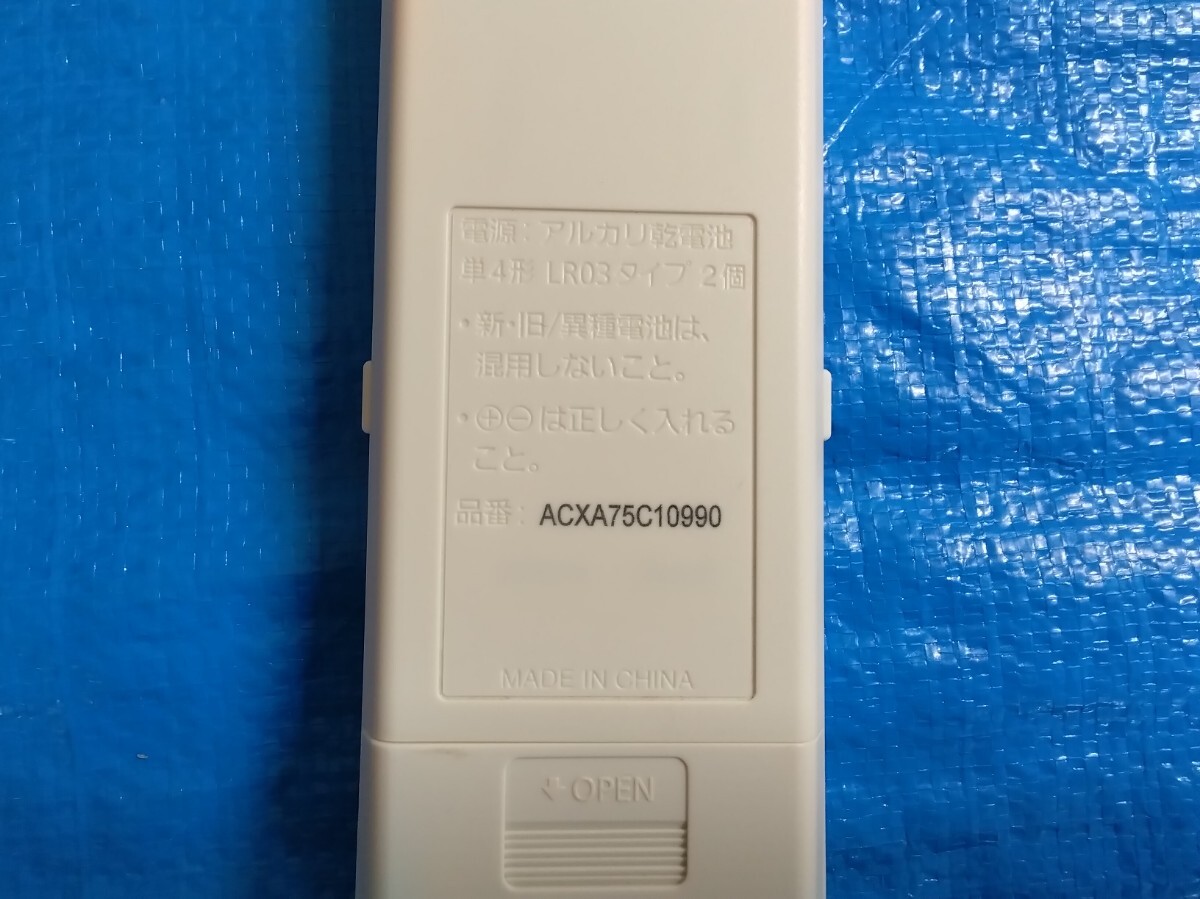 電源：アルカリ乾電池
単4形 LR03タイプ 2個
・新・旧/異種電池は、
混用しないこと。
・⊕⊖は正しく入れる
こと。
品番：ACXA75C10990
MADE IN CHINA
OPEN